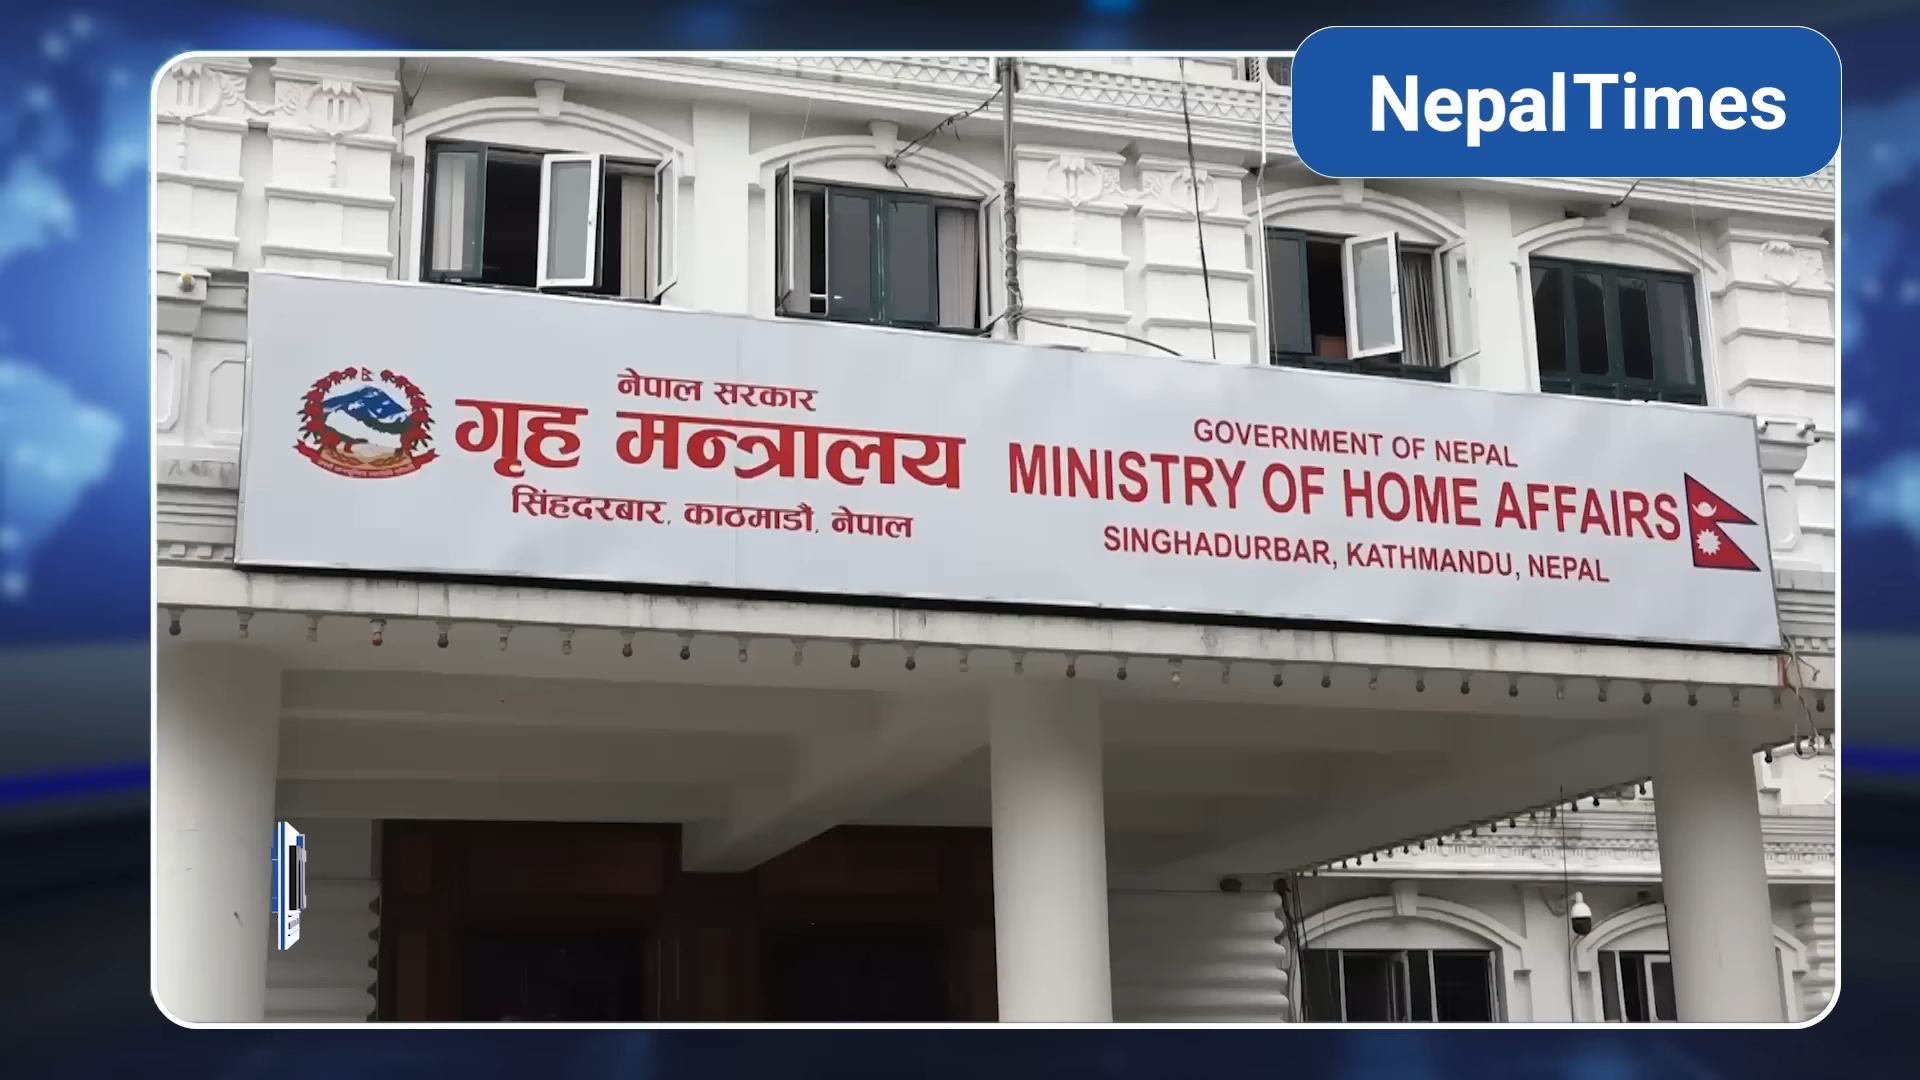 NepalTimes
नेपाल सरकार
गृह मन्त्रालय
सिंहदरबार, काठमाडौं, नेपाल
GOVERNMENT OF NEPAL
MINISTRY OF HOME AFFAIRS
SINGHADURBAR, KATHMANDU, NEPAL